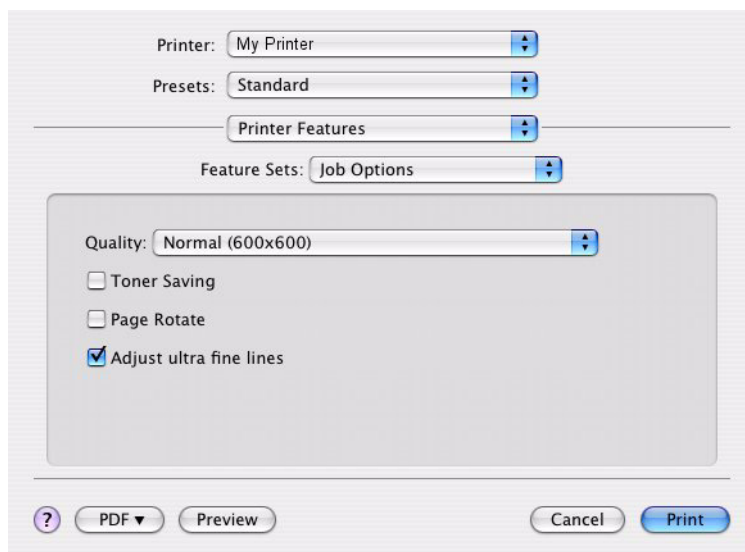 Printer: My Printer
Presets: Standard
Printer Features
Feature Sets: Job Options
Quality: Normal (600x600)
Toner Saving
Page Rotate
Adjust ultra fine lines
? PDF▼ Preview Cancel Print